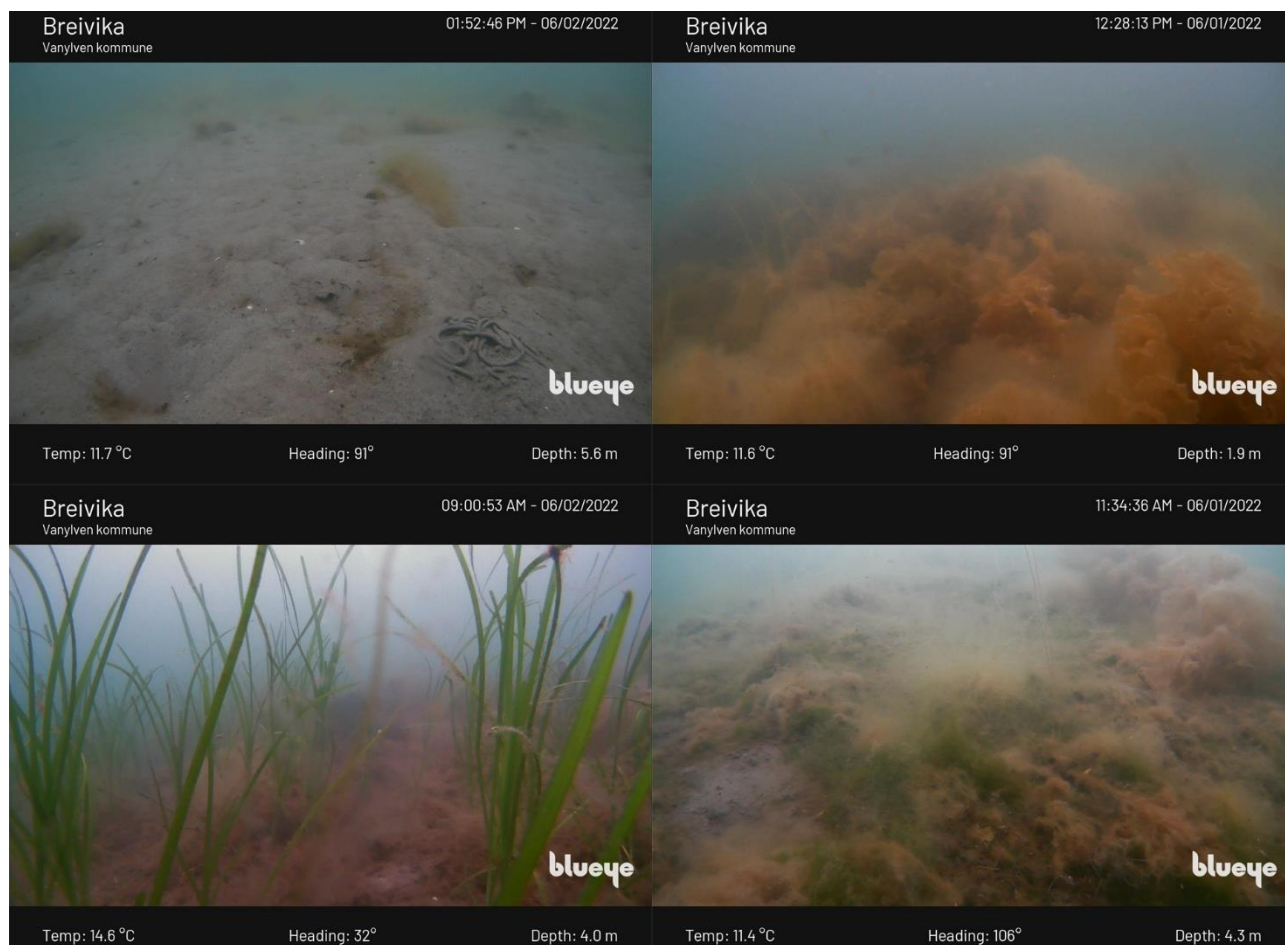 Breivika 01:52:46 PM - 06/02/2022
Vanylven kommune
blueye
Temp: 11.7 °C Heading: 91° Depth: 5.6 m
Breivika 12:28:13 PM - 06/01/2022
Vanylven kommune
blueye
Temp: 11.6 °C Heading: 91° Depth: 1.9 m
Breivika 09:00:53 AM - 06/02/2022
Vanylven kommune
blueye
Temp: 14.6 °C Heading: 32° Depth: 4.0 m
Breivika 11:34:36 AM - 06/01/2022
Vanylven kommune
blueye
Temp: 11.4 °C Heading: 106° Depth: 4.3 m